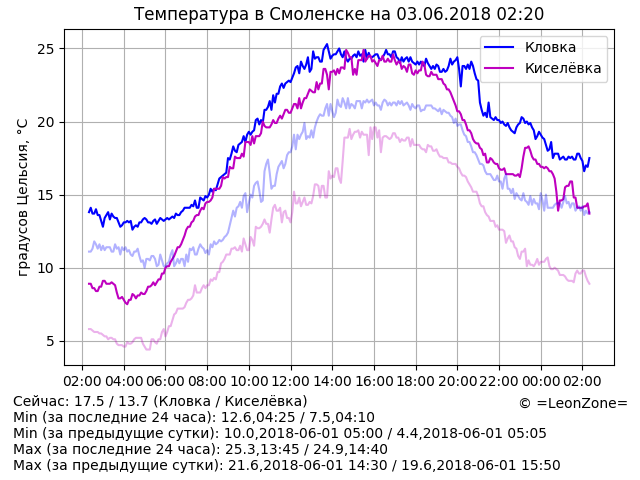 Температура в Смоленске на 03.06.2018 02:20
Кловка
Киселёвка
градусов Цельсия, °C
25
20
15
10
5
02:00 04:00 06:00 08:00 10:00 12:00 14:00 16:00 18:00 20:00 22:00 00:00 02:00
Сейчас: 17.5 / 13.7 (Кловка / Киселёвка)
© =LeonZone=
Min (за последние 24 часа): 12.6,04:25 / 7.5,04:10
Min (за предыдущие сутки): 10.0,2018-06-01 05:00 / 4.4,2018-06-01 05:05
Max (за последние 24 часа): 25.3,13:45 / 24.9,14:40
Max (за предыдущие сутки): 21.6,2018-06-01 14:30 / 19.6,2018-06-01 15:50